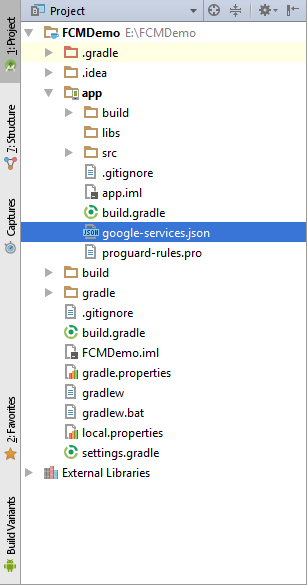 1: Project
7: Structure
Captures
2: Favorites
Build Variants
Project
FCMDemo E:\FCMDemo
.gradle
.idea
app
build
libs
src
.gitignore
app.iml
build.gradle
JSON google-services.json
proguard-rules.pro
build
gradle
.gitignore
build.gradle
FCMDemo.iml
gradle.properties
gradlew
gradlew.bat
local.properties
settings.gradle
External Libraries